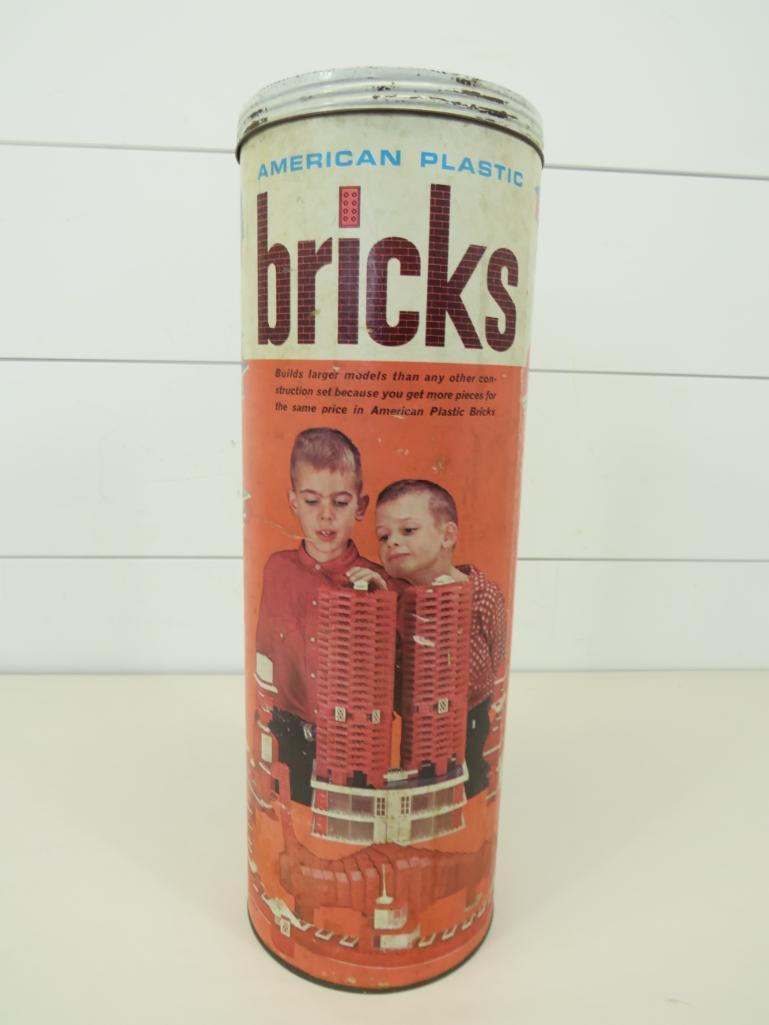 AMERICAN PLASTIC
bricks
Builds larger models than any other con-
struction set because you get more pieces for
the same price in American Plastic Bricks